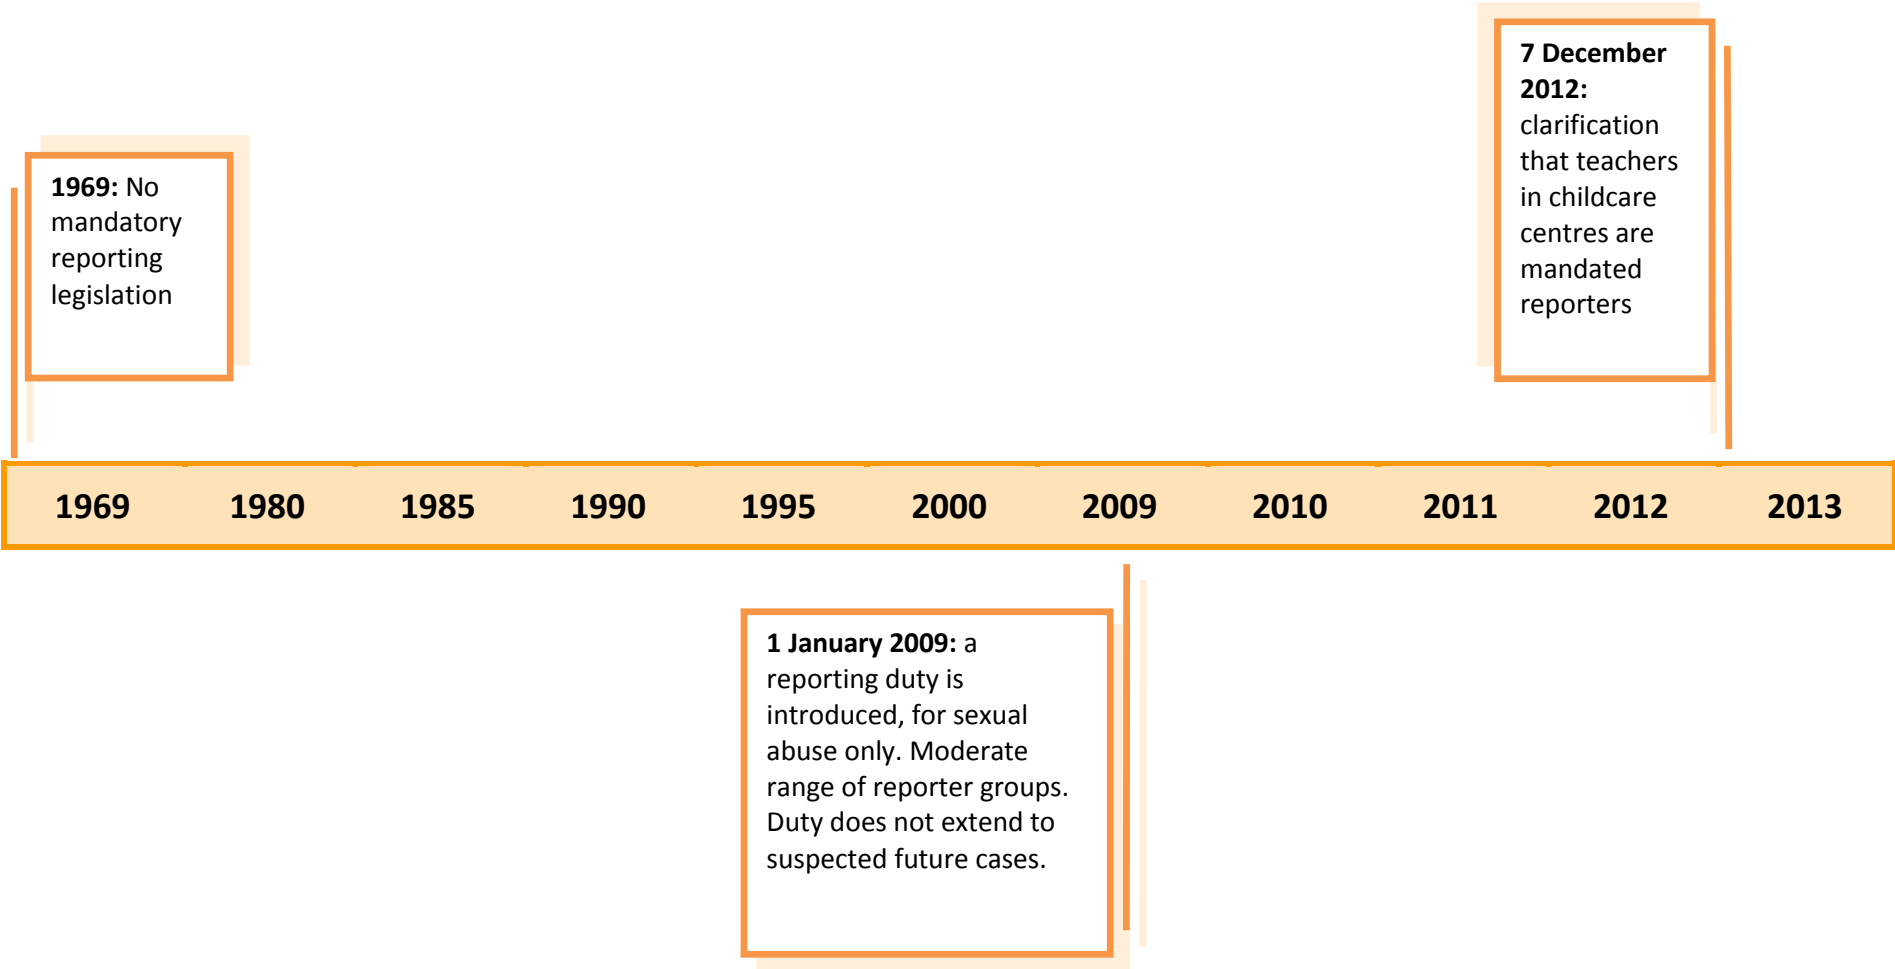 7 December
2012:
clarification
that teachers
in childcare
centres are
mandated
reporters
1969: No
mandatory
reporting
legislation
1969 1980 1985 1990 1995 2000 2009 2010 2011 2012 2013
1 January 2009: a
reporting duty is
introduced, for sexual
abuse only. Moderate
range of reporter groups.
Duty does not extend to
suspected future cases.